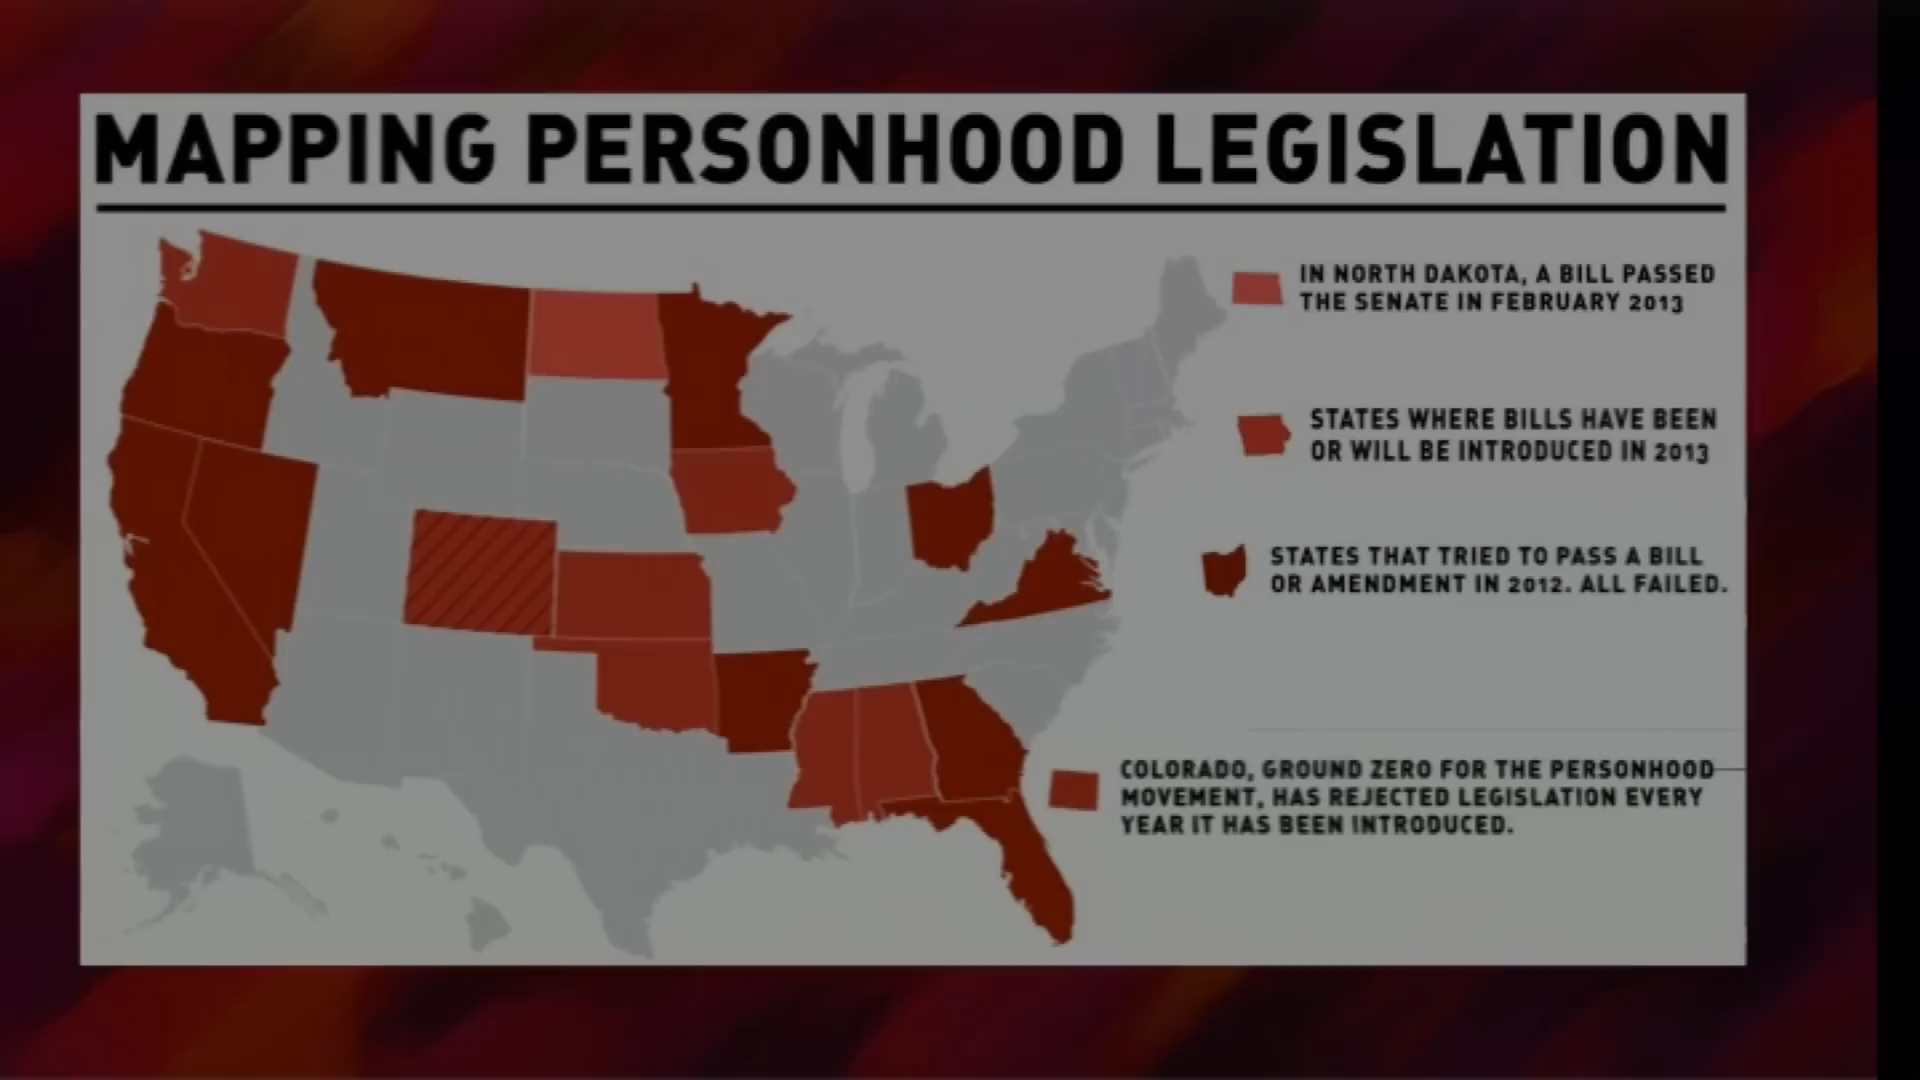 MAPPING PERSONHOOD LEGISLATION
IN NORTH DAKOTA, A BILL PASSED
THE SENATE IN FEBRUARY 2013
STATES WHERE BILLS HAVE BEEN
OR WILL BE INTRODUCED IN 2013
STATES THAT TRIED TO PASS A BILL
OR AMENDMENT IN 2012. ALL FAILED.
COLORADO, GROUND ZERO FOR THE PERSONHOOD
MOVEMENT, HAS REJECTED LEGISLATION EVERY
YEAR IT HAS BEEN INTRODUCED.